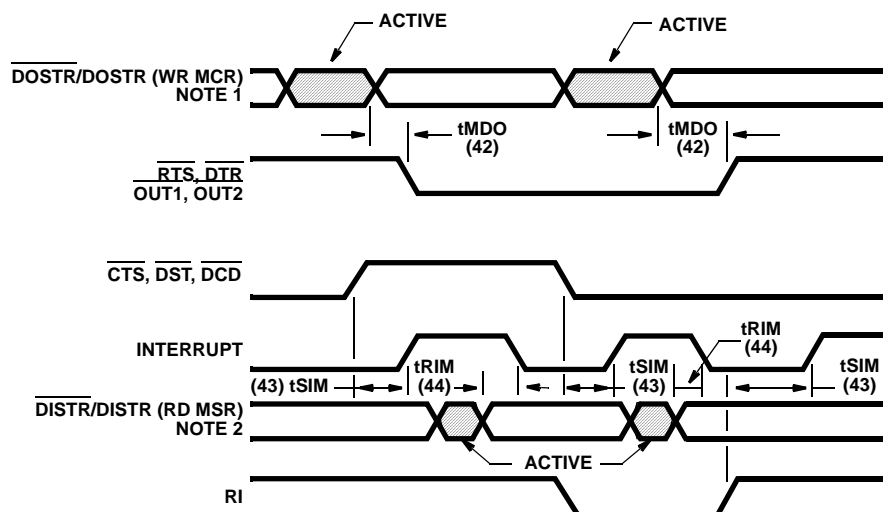 ACTIVE
ACTIVE
DOSTR/DOSTR (WR MCR)
NOTE 1
tMDO
(42)
tMDO
(42)
RTS, DTR
OUT1, OUT2
CTS, DST, DCD
INTERRUPT
tRIM
(44)
(43) tSIM
tRIM
(44)
tSIM
(43)
tSIM
(43)
DISTR/DISTR (RD MSR)
NOTE 2
ACTIVE
RI